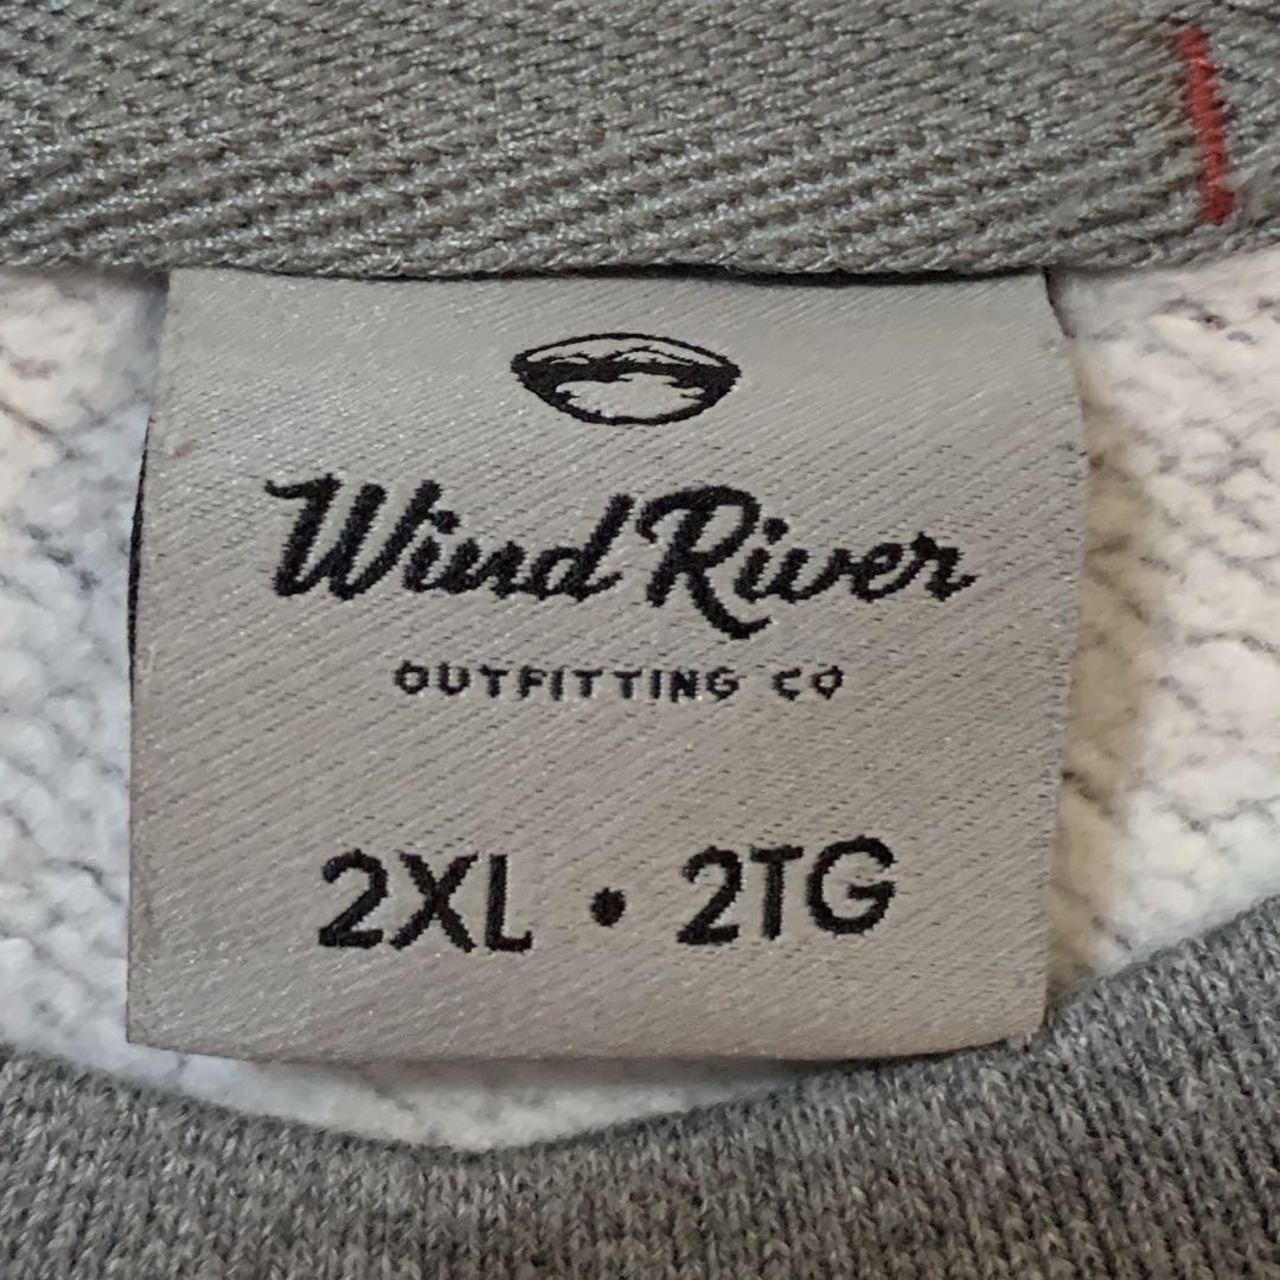 Wind River
OUTFITTING CO
2XL • 2TG